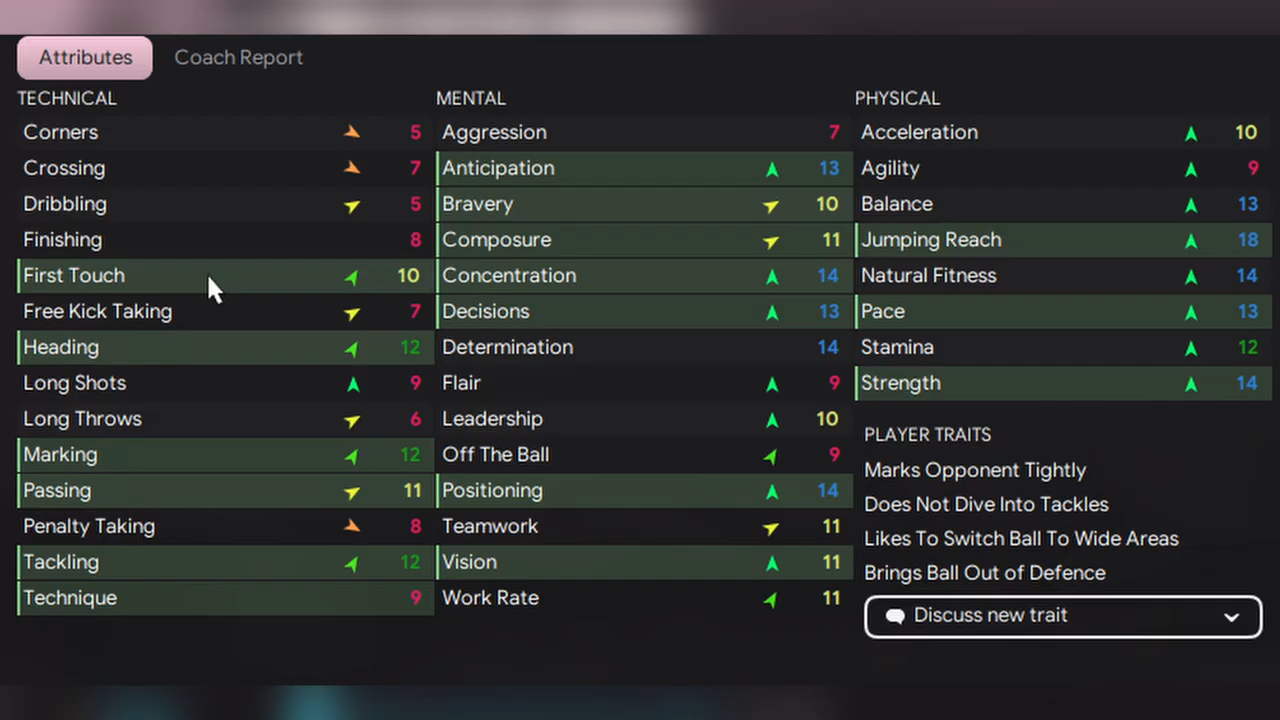 Attributes
Coach Report
TECHNICAL
Corners 5
Crossing 7
Dribbling 5
Finishing 8
First Touch 10
Free Kick Taking 7
Heading 12
Long Shots 9
Long Throws 6
Marking 12
Passing 11
Penalty Taking 8
Tackling 12
Technique 9
MENTAL
Aggression 7
Anticipation 13
Bravery 10
Composure 11
Concentration 14
Decisions 13
Determination 14
Flair 9
Leadership 10
Off The Ball 9
Positioning 14
Teamwork 11
Vision 11
Work Rate 11
PHYSICAL
Acceleration 10
Agility 9
Balance 13
Jumping Reach 18
Natural Fitness 14
Pace 13
Stamina 12
Strength 14
PLAYER TRAITS
Marks Opponent Tightly
Does Not Dive Into Tackles
Likes To Switch Ball To Wide Areas
Brings Ball Out of Defence
Discuss new trait